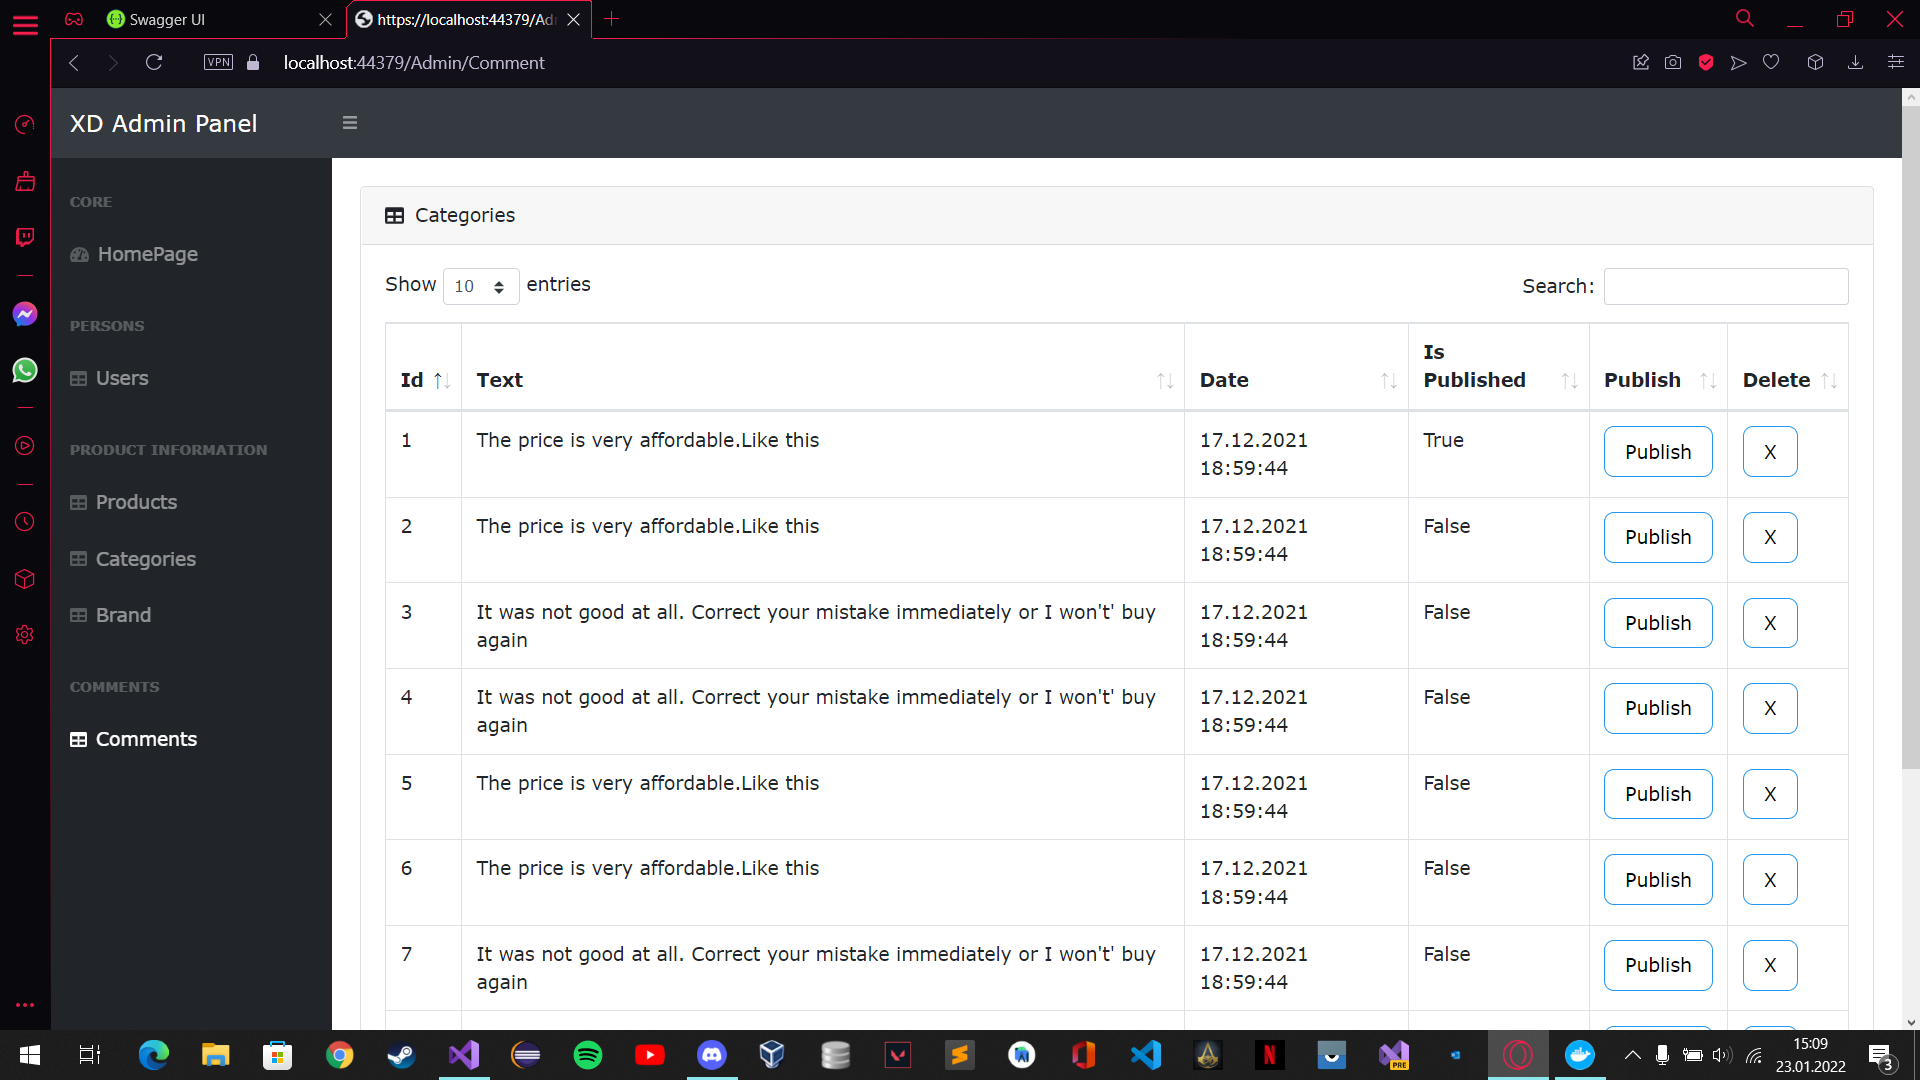 Swagger UI
https://localhost:44379/Adm
VPN
localhost:44379/Admin/Comment
XD Admin Panel
CORE
HomePage
PERSONS
Users
PRODUCT INFORMATION
Products
Categories
Brand
COMMENTS
Comments
Categories
Show 10 entries
Search:
Id Text Date Is Published Publish Delete
1 The price is very affordable.Like this 17.12.2021 18:59:44 True Publish X
2 The price is very affordable.Like this 17.12.2021 18:59:44 False Publish X
3 It was not good at all. Correct your mistake immediately or I won't' buy again 17.12.2021 18:59:44 False Publish X
4 It was not good at all. Correct your mistake immediately or I won't' buy again 17.12.2021 18:59:44 False Publish X
5 The price is very affordable.Like this 17.12.2021 18:59:44 False Publish X
6 The price is very affordable.Like this 17.12.2021 18:59:44 False Publish X
7 It was not good at all. Correct your mistake immediately or I won't' buy again 17.12.2021 18:59:44 False Publish X
PRE
15:09
23.01.2022
3